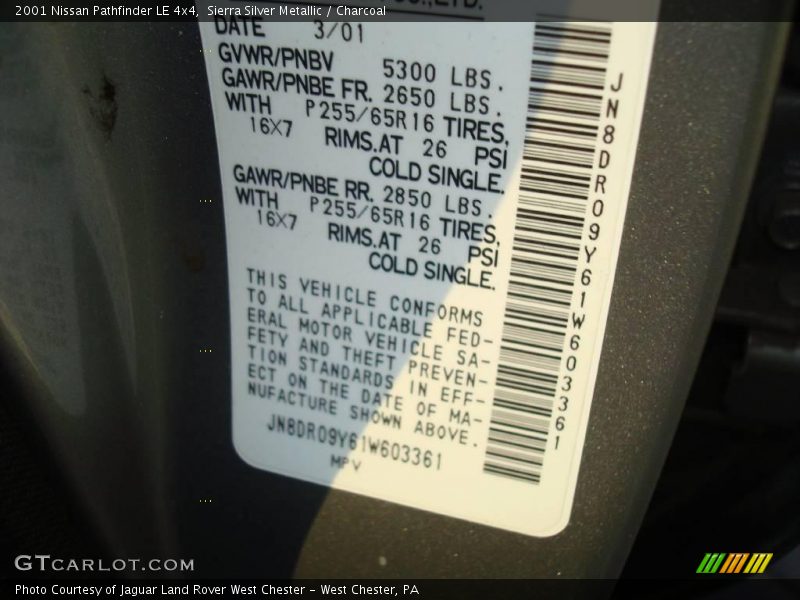 2001 Nissan Pathfinder LE 4x4,  Sierra Silver Metallic / Charcoal
DATE 3/01
GVWR/PNBV 5300 LBS.
GAWR/PNBE FR. 2650 LBS.
WITH P255/65R16 TIRES,
16X7 RIMS.AT 26 PSI
COLD SINGLE.
GAWR/PNBE RR. 2850 LBS.
WITH P255/65R16 TIRES,
16X7 RIMS.AT 26 PSI
COLD SINGLE.
THIS VEHICLE CONFORMS
TO ALL APPLICABLE FED-
ERAL MOTOR VEHICLE SA-
FETY AND THEFT PREVEN-
TION STANDARDS IN EFF-
ECT ON THE DATE OF MA-
NUFACTURE SHOWN ABOVE.
JN8DR09Y61W603361
MPV
JN8DR09Y61W603361
GTCARLOT.COM
Photo Courtesy of Jaguar Land Rover West Chester - West Chester, PA